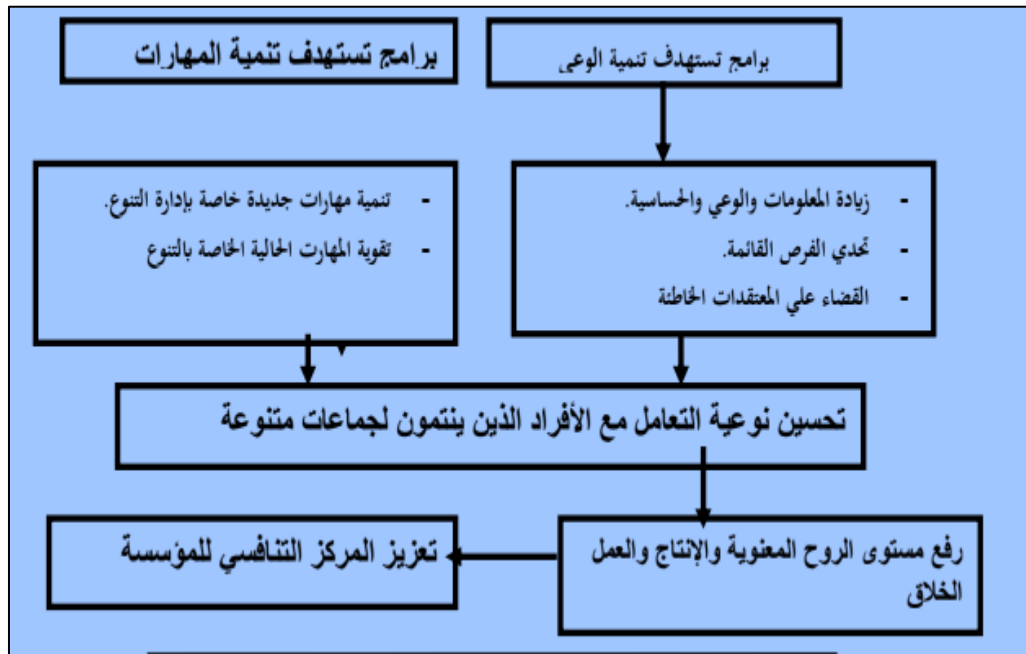 برامج تستهدف تنمية الوعي
برامج تستهدف تنمية المهارات
- زيادة المعلومات والوعي والحساسية.
- تحدي الفرص القائمة.
- القضاء علي المعتقدات الخاطئة
- تنمية مهارات جديدة خاصة بإدارة التنوع.
- تقوية المهارت الحالية الخاصة بالتنوع
تحسين نوعية التعامل مع الأفراد الذين ينتمون لجماعات متنوعة
رفع مستوى الروح المعنوية والإنتاج والعمل
الخلاق
تعزيز المركز التنافسي للمؤسسة